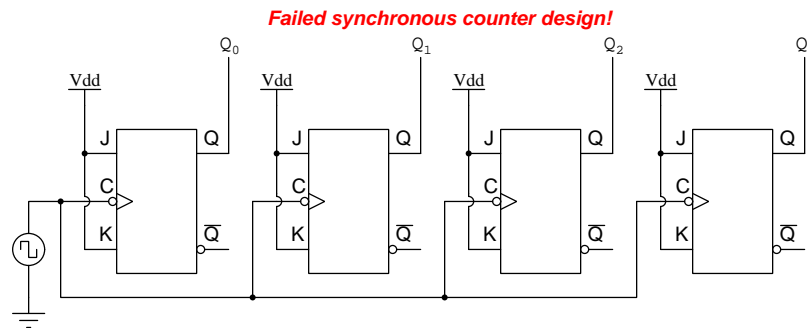 Failed synchronous counter design!
Q0 Q1 Q2 Q
Vdd Vdd Vdd Vdd
J Q J Q J Q J Q
C C C C
K Q̅ K Q̅ K Q̅ K Q̅